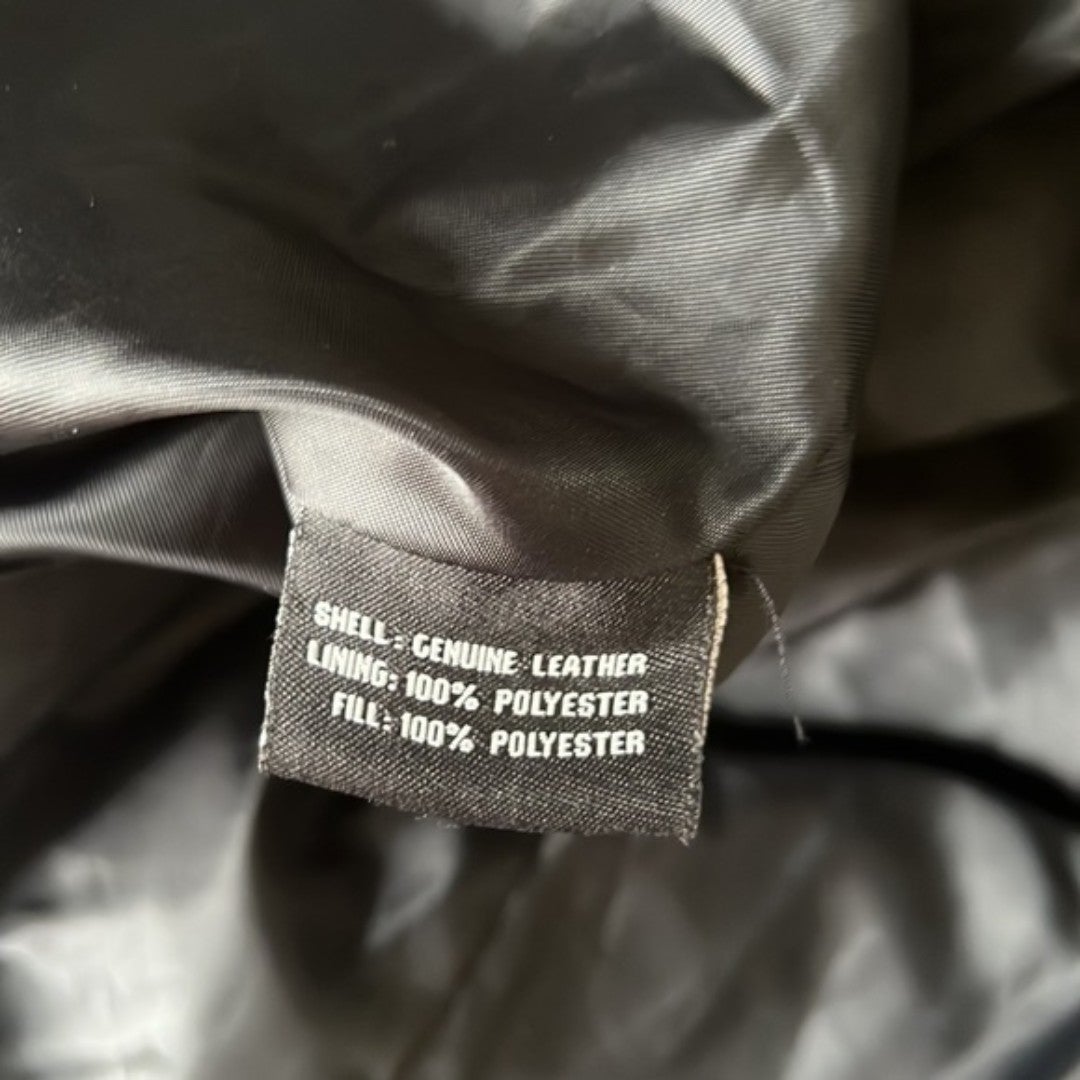 SHELL: GENUINE LEATHER
LINING: 100% POLYESTER
FILL: 100% POLYESTER